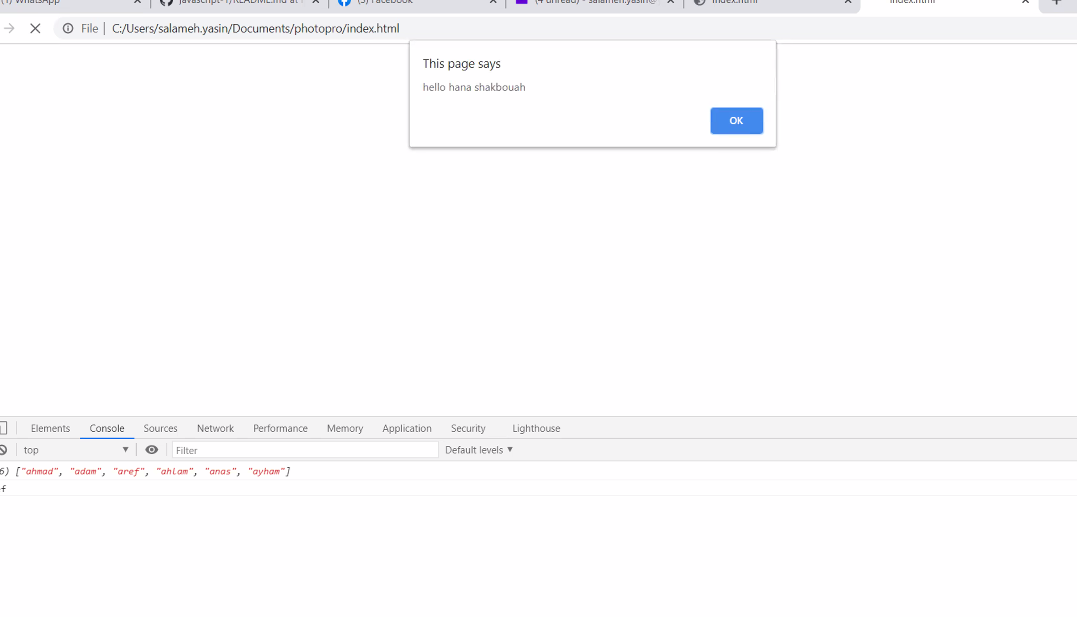 (1) WhatsApp javascript-1/README.md at (5) Facebook (4 unread) - salameh.yasin@ index.html index.html
File C:/Users/salameh.yasin/Documents/photopro/index.html
This page says
hello hana shakbouah
OK
Elements Console Sources Network Performance Memory Application Security Lighthouse
top Filter Default levels
6) ["ahmad", "adam", "aref", "ahlam", "anas", "ayham"]
f